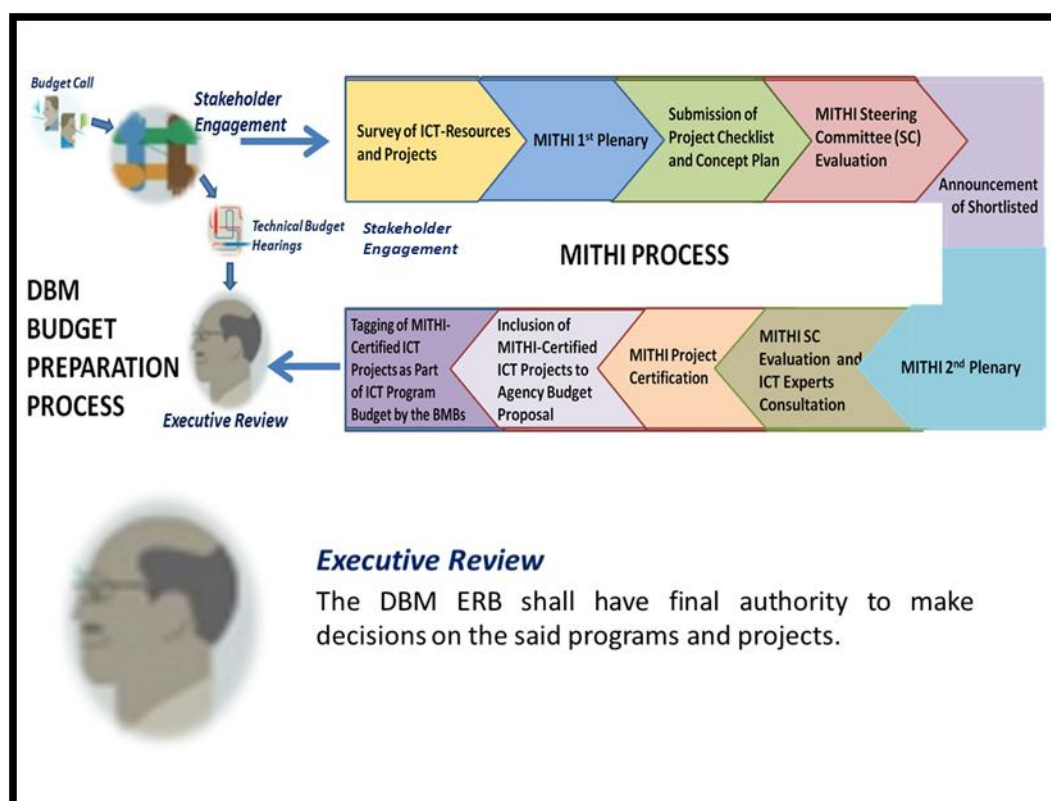 Budget Call
Stakeholder
Engagement
Survey of ICT-Resources
and Projects
MITHI 1st Plenary
Submission of
Project Checklist
and Concept Plan
MITHI Steering
Committee (SC)
Evaluation
Announcement
of Shortlisted
Technical Budget
Hearings
Stakeholder
Engagement
MITHI PROCESS
DBM
BUDGET
PREPARATION
PROCESS
Executive Review
Tagging of MITHI-
Certified ICT
Projects as Part
of ICT Program
Budget by the BMBs
Inclusion of
MITHI-Certified
ICT Projects to
Agency Budget
Proposal
MITHI Project
Certification
MITHI SC
Evaluation and
ICT Experts
Consultation
MITHI 2nd Plenary
Executive Review
The DBM ERB shall have final authority to make
decisions on the said programs and projects.